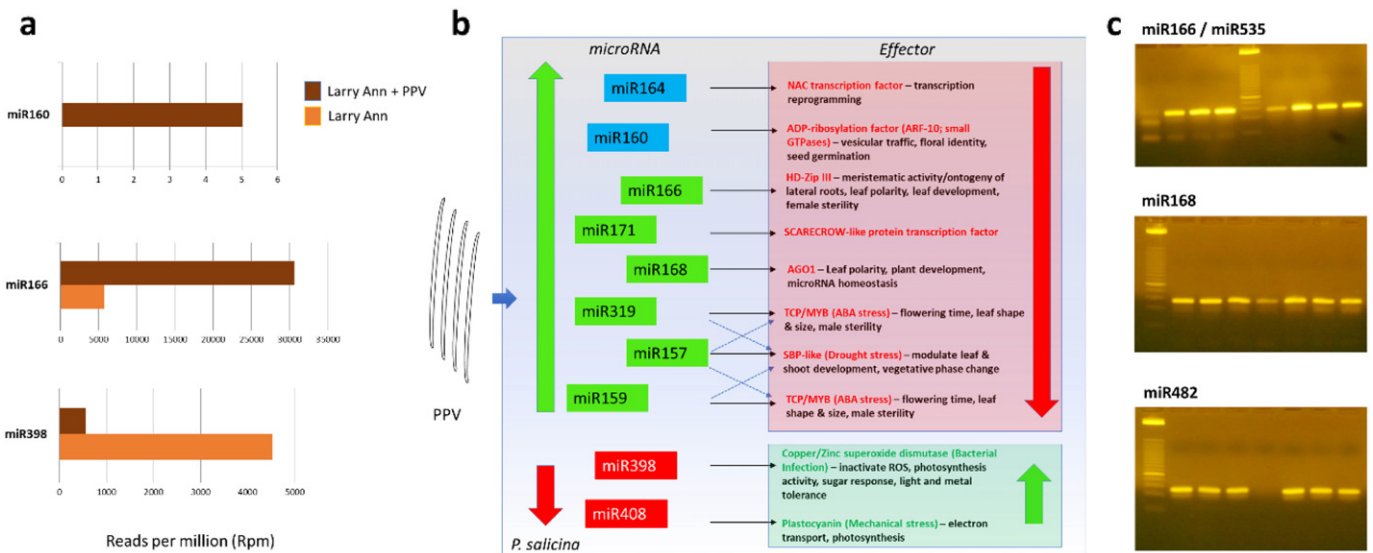 a
miR160
0 1 2 3 4 5 6
Larry Ann + PPV
Larry Ann
miR166
0 5000 10000 15000 20000 25000 30000 35000
miR398
0 1000 2000 3000 4000 5000
Reads per million (Rpm)
PPV
b
microRNA
Effector
miR164
NAC transcription factor – transcription
reprogramming
miR160
ADP-ribosylation factor (ARF-10; small
GTPases) – vesicular traffic, floral identity,
seed germination
miR166
HD-Zip III – meristematic activity/ontogeny of
lateral roots, leaf polarity, leaf development,
female sterility
miR171
SCARECROW-like protein transcription factor
miR168
AGO1 – Leaf polarity, plant development,
microRNA homeostasis
miR319
TCP/MYB (ABA stress) – flowering time, leaf shape
& size, male sterility
miR157
SBP-like (Drought stress) – modulate leaf &
shoot development, vegetative phase change
miR159
TCP/MYB (ABA stress) – flowering time, leaf
shape & size, male sterility
miR398
Copper/Zinc superoxide dismutase (Bacterial
Infection) – inactivate ROS, photosynthesis
activity, sugar response, light and metal
tolerance
miR408
Plastocyanin (Mechanical stress) – electron
transport, photosynthesis
P. salicina
c
miR166 / miR535
miR168
miR482